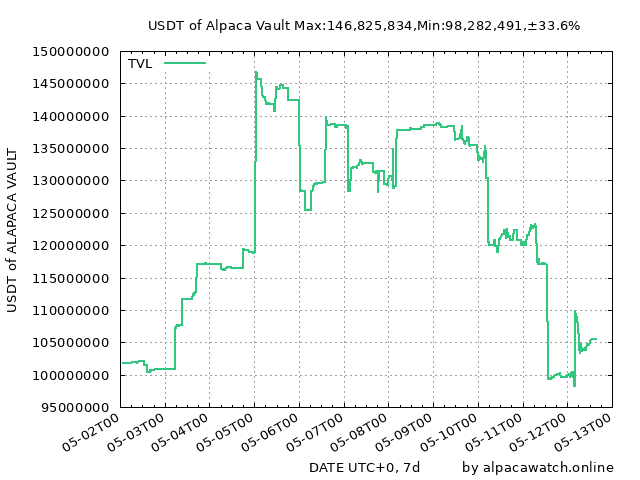 USDT of Alpaca Vault Max:146,825,834,Min:98,282,491,±33.6%
TVL
150000000
145000000
140000000
135000000
130000000
125000000
120000000
115000000
110000000
105000000
100000000
95000000
USDT of ALAPACA VAULT
05-02T00
05-03T00
05-04T00
05-05T00
05-06T00
05-07T00
05-08T00
05-09T00
05-10T00
05-11T00
05-12T00
05-13T00
DATE UTC+0, 7d by alpacawatch.online